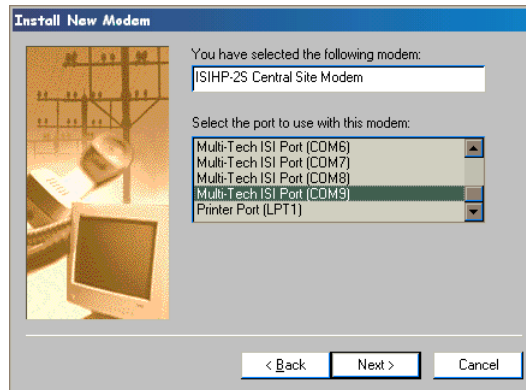 Install New Modem
You have selected the following modem:
ISIHP-2S Central Site Modem
Select the port to use with this modem:
Multi-Tech ISI Port (COM6)
Multi-Tech ISI Port (COM7)
Multi-Tech ISI Port (COM8)
Multi-Tech ISI Port (COM9)
Printer Port (LPT1)
< Back
Next >
Cancel